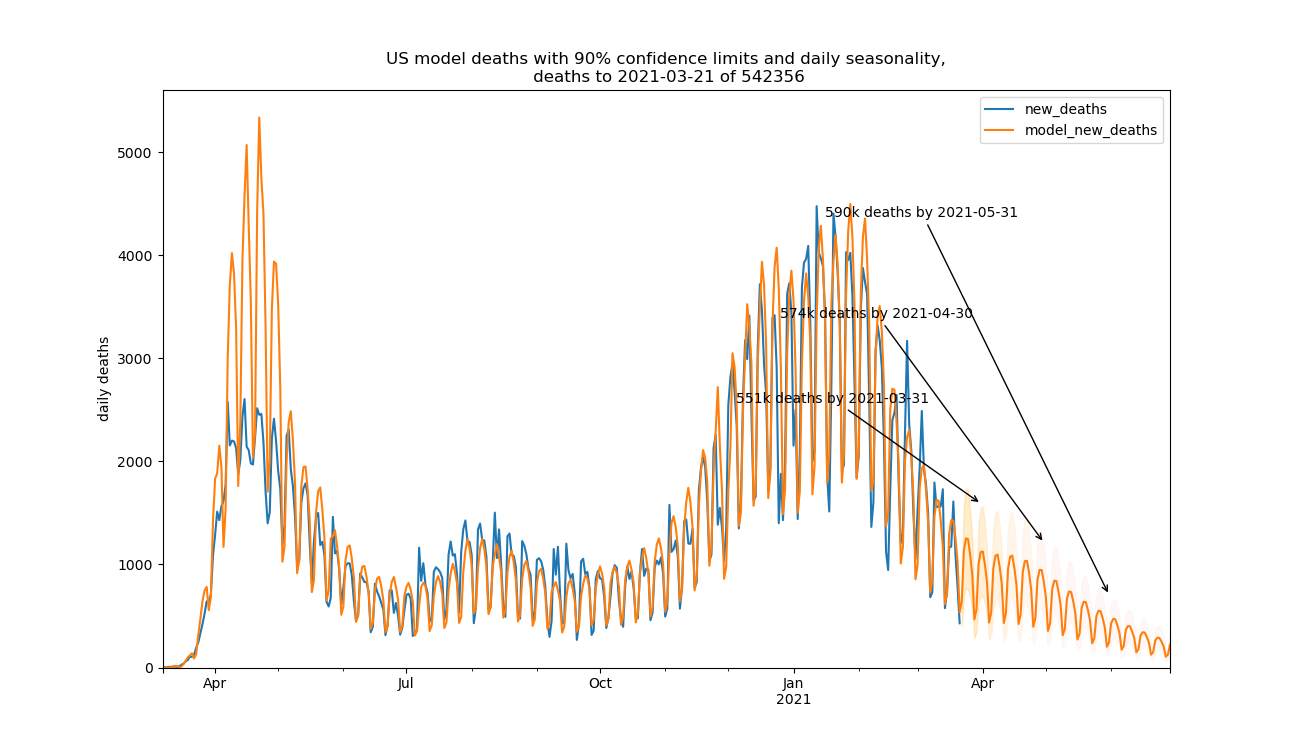 US model deaths with 90% confidence limits and daily seasonality,
deaths to 2021-03-21 of 542356
new_deaths
model_new_deaths
590k deaths by 2021-05-31
574k deaths by 2021-04-30
551k deaths by 2021-03-31
daily deaths
5000
4000
3000
2000
1000
0
Apr
Jul
Oct
Jan
2021
Apr